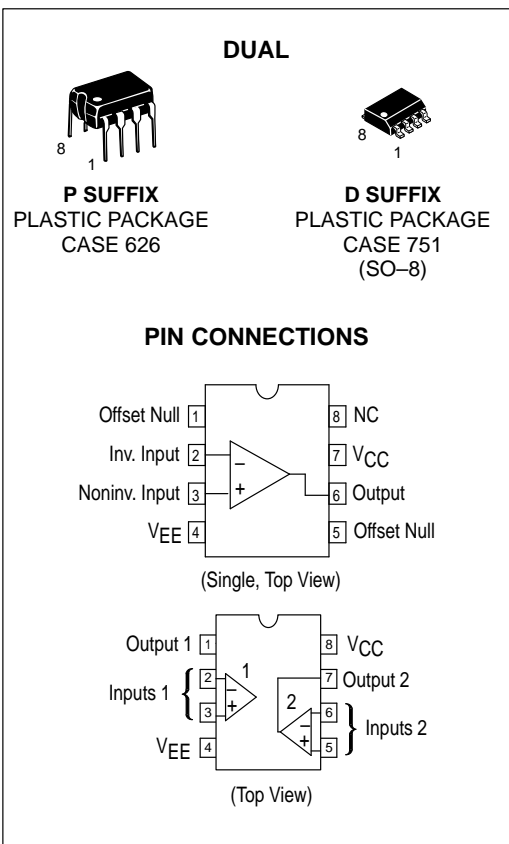 DUAL
8
1
8
1
P SUFFIX
PLASTIC PACKAGE
CASE 626
D SUFFIX
PLASTIC PACKAGE
CASE 751
(SO–8)
PIN CONNECTIONS
Offset Null 1
8 NC
Inv. Input 2
–
7 VCC
Noninv. Input 3
+
6 Output
VEE 4
5 Offset Null
(Single, Top View)
Output 1 1
8 VCC
Inputs 1 { 2
–
1
7 Output 2
3
+
2
–
6
} Inputs 2
VEE 4
+
5
(Top View)